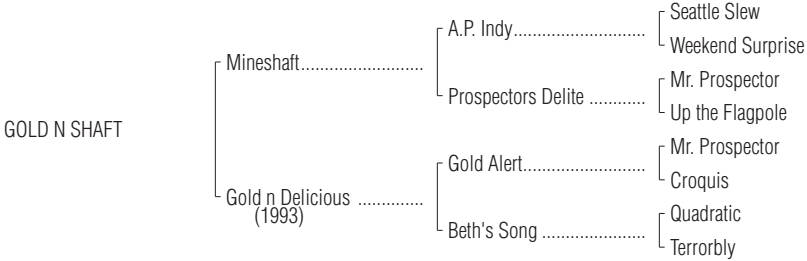 Seattle Slew
A.P. Indy............................
Weekend Surprise
Mineshaft..........................
Mr. Prospector
Prospectors Delite ............
Up the Flagpole
GOLD N SHAFT
Mr. Prospector
Gold Alert..........................
Croquis
Gold n Delicious ..............
(1993)
Quadratic
Beth's Song ......................
Terrorbly